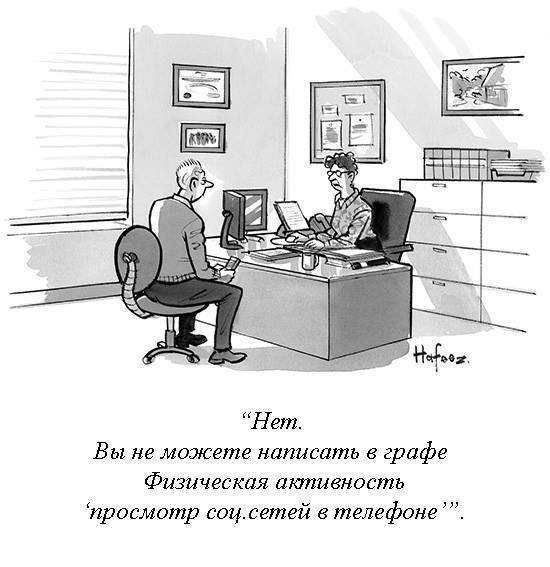 Hafeez.
“Нет.
Вы не можете написать в графе
Физическая активность
‘просмотр соц.сетей в телефоне’”.